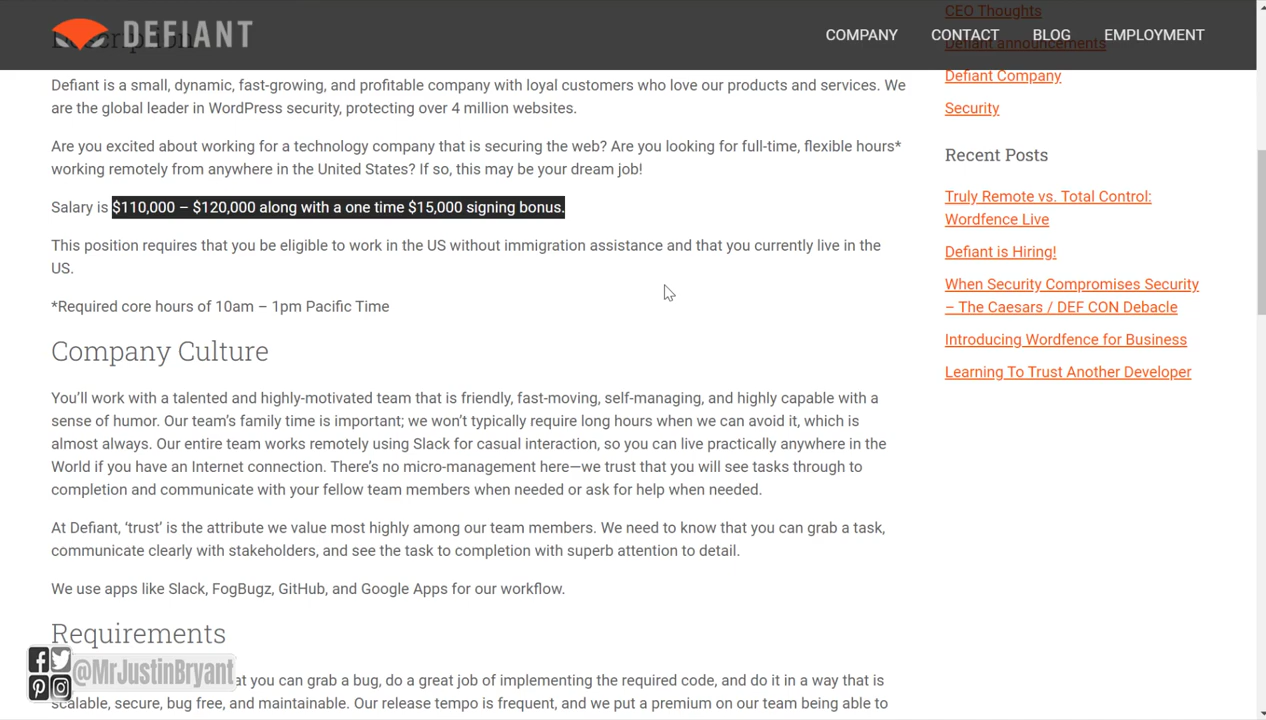 DEFIANT
COMPANY
CONTACT
BLOG
EMPLOYMENT
Description
Defiant is a small, dynamic, fast-growing, and profitable company with loyal customers who love our products and services. We
are the global leader in WordPress security, protecting over 4 million websites.
Are you excited about working for a technology company that is securing the web? Are you looking for full-time, flexible hours*
working remotely from anywhere in the United States? If so, this may be your dream job!
Salary is $110,000 – $120,000 along with a one time $15,000 signing bonus.
This position requires that you be eligible to work in the US without immigration assistance and that you currently live in the
US.
*Required core hours of 10am – 1pm Pacific Time
Company Culture
You’ll work with a talented and highly-motivated team that is friendly, fast-moving, self-managing, and highly capable with a
sense of humor. Our team’s family time is important; we won’t typically require long hours when we can avoid it, which is
almost always. Our entire team works remotely using Slack for casual interaction, so you can live practically anywhere in the
World if you have an Internet connection. There’s no micro-management here—we trust that you will see tasks through to
completion and communicate with your fellow team members when needed or ask for help when needed.
At Defiant, ‘trust’ is the attribute we value most highly among our team members. We need to know that you can grab a task,
communicate clearly with stakeholders, and see the task to completion with superb attention to detail.
We use apps like Slack, FogBugz, GitHub, and Google Apps for our workflow.
Requirements
at you can grab a bug, do a great job of implementing the required code, and do it in a way that is
scalable, secure, bug free, and maintainable. Our release tempo is frequent, and we put a premium on our team being able to
CEO Thoughts
Defiant announcements
Defiant Company
Security
Recent Posts
Truly Remote vs. Total Control:
Wordfence Live
Defiant is Hiring!
When Security Compromises Security
– The Caesars / DEF CON Debacle
Introducing Wordfence for Business
Learning To Trust Another Developer
@MrJustinBryant